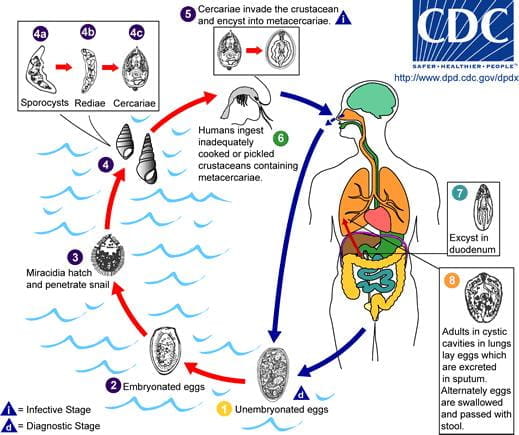 5 Cercariae invade the crustacean
and encyst into metacercariae. i
4a 4b 4c
Sporocysts Rediae Cercariae
CDC
SAFER·HEALTHIER·PEOPLE™
http://www.dpd.cdc.gov/dpdx
6
Humans ingest
inadequately
cooked or pickled
crustaceans containing
metacercariae.
4
7
Excyst in
duodenum
3
Miracidia hatch
and penetrate snail
8
Adults in cystic
cavities in lungs
lay eggs which
are excreted
in sputum.
Alternately eggs
are swallowed
and passed with
stool.
2 Embryonated eggs
d
1 Unembryonated eggs
i = Infective Stage
d = Diagnostic Stage